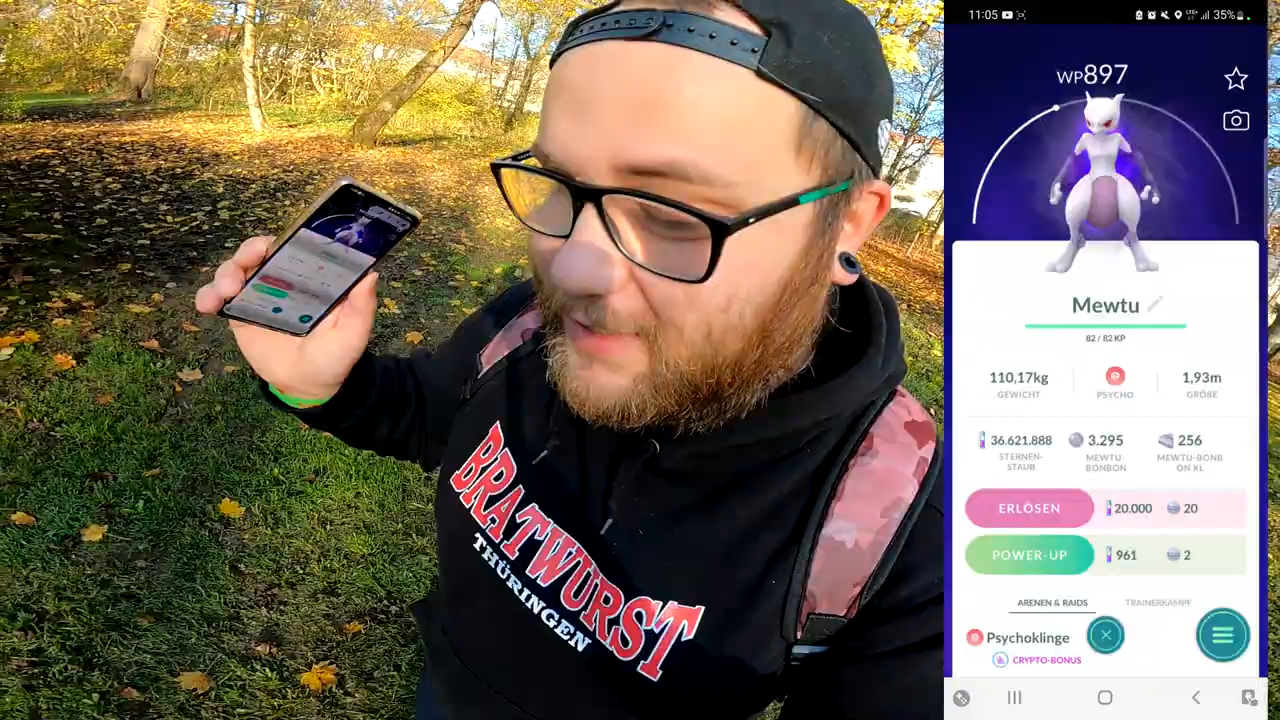 BRATWURST
THÜRINGEN
11:05
LTE+
35%
WP897
Mewtu
82 / 82 KP
110,17kg
GEWICHT
PSYCHO
1,93m
GRÖßE
36.621.888
STERNEN-
STAUB
3.295
MEWTU-
BONBON
256
MEWTU-BONB
ON XL
ERLÖSEN
20.000
20
POWER-UP
961
2
ARENEN & RAIDS
TRAINERKAMPF
Psychoklinge
CRYPTO-BONUS